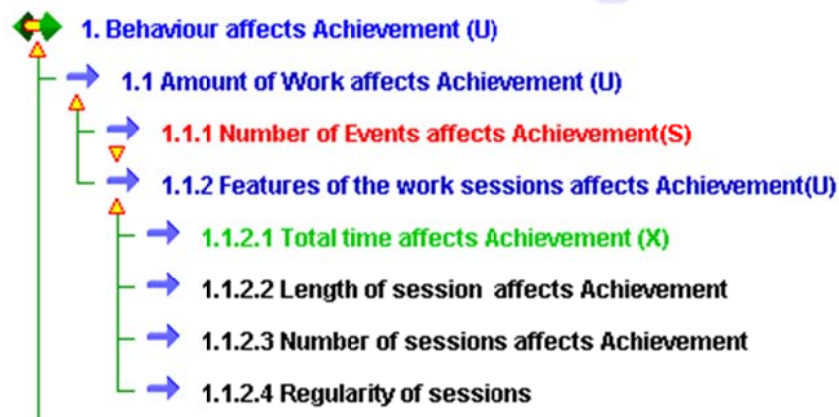 1. Behaviour affects Achievement (U)
1.1 Amount of Work affects Achievement (U)
1.1.1 Number of Events affects Achievement(S)
1.1.2 Features of the work sessions affects Achievement(U)
1.1.2.1 Total time affects Achievement (X)
1.1.2.2 Length of session affects Achievement
1.1.2.3 Number of sessions affects Achievement
1.1.2.4 Regularity of sessions